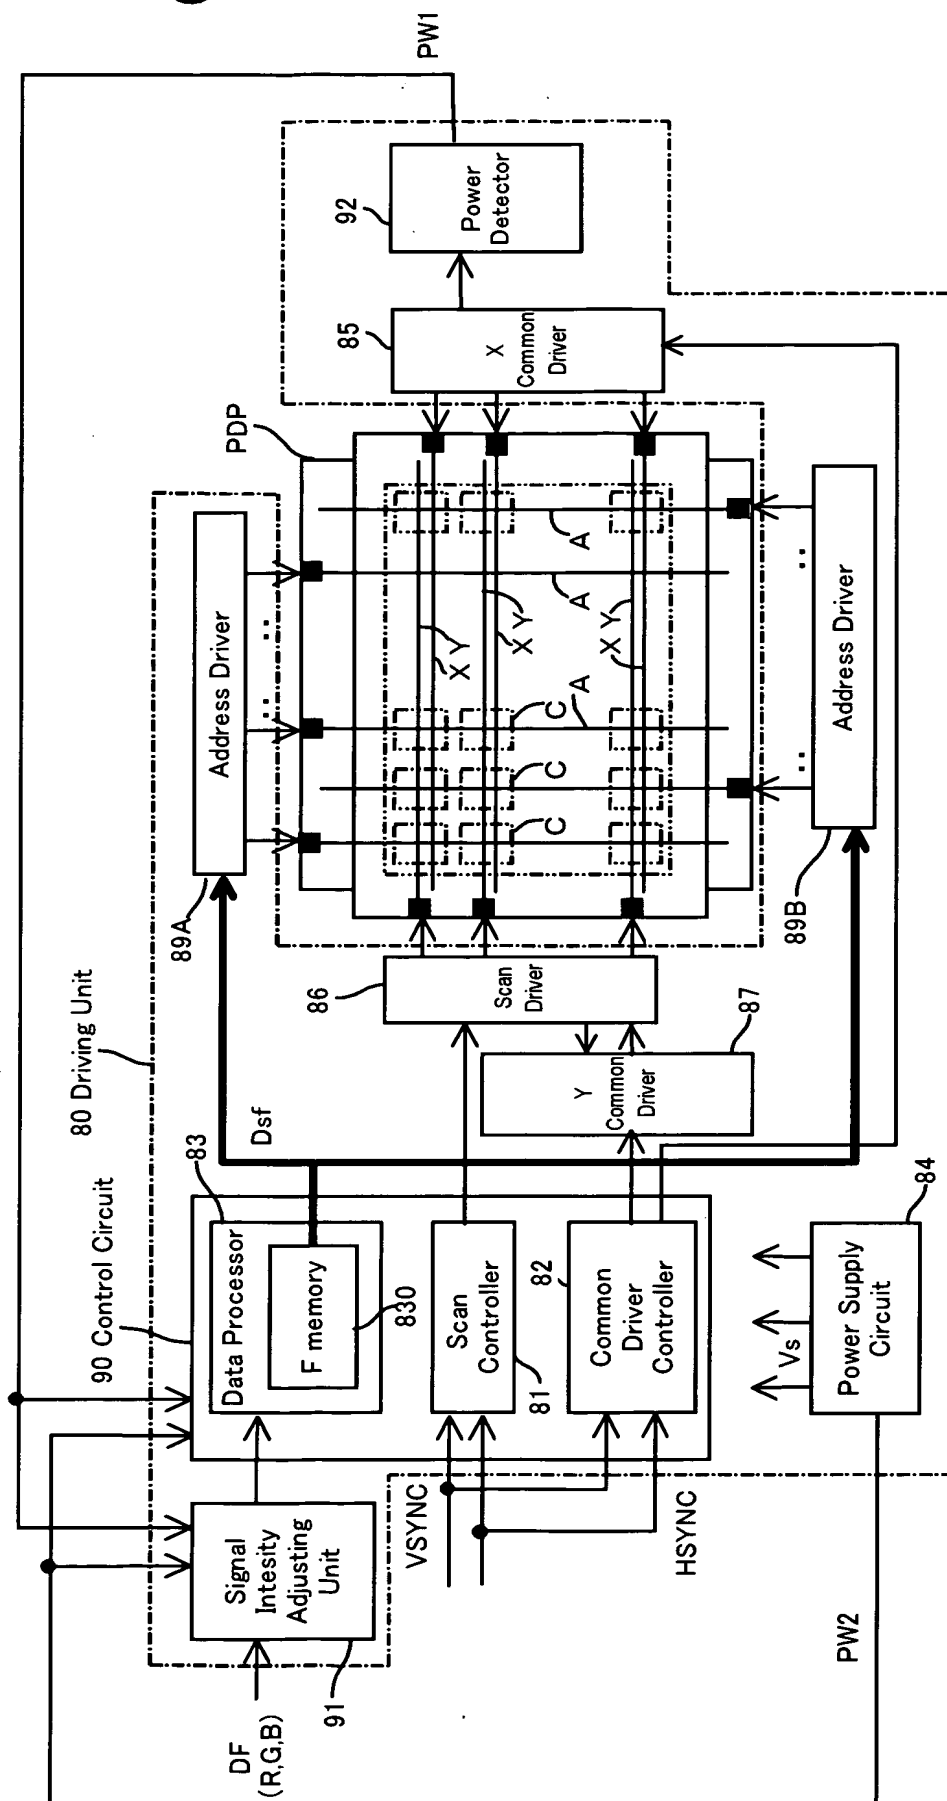 PW1
92
Power
Detector
85
X
Common
Driver
PDP
Address Driver
89A
A
A
X Y
X Y
X Y
A
C
C
C
Address Driver
89B
86
Scan
Driver
87
Y
Common
Driver
80 Driving Unit
Dsf
90 Control Circuit
83
Data Processor
F memory
830
Scan
Controller
81
82
Common
Driver
Controller
84
Vs
Power Supply
Circuit
Signal
Intesity
Adjusting
Unit
91
VSYNC
HSYNC
DF
(R,G,B)
PW2